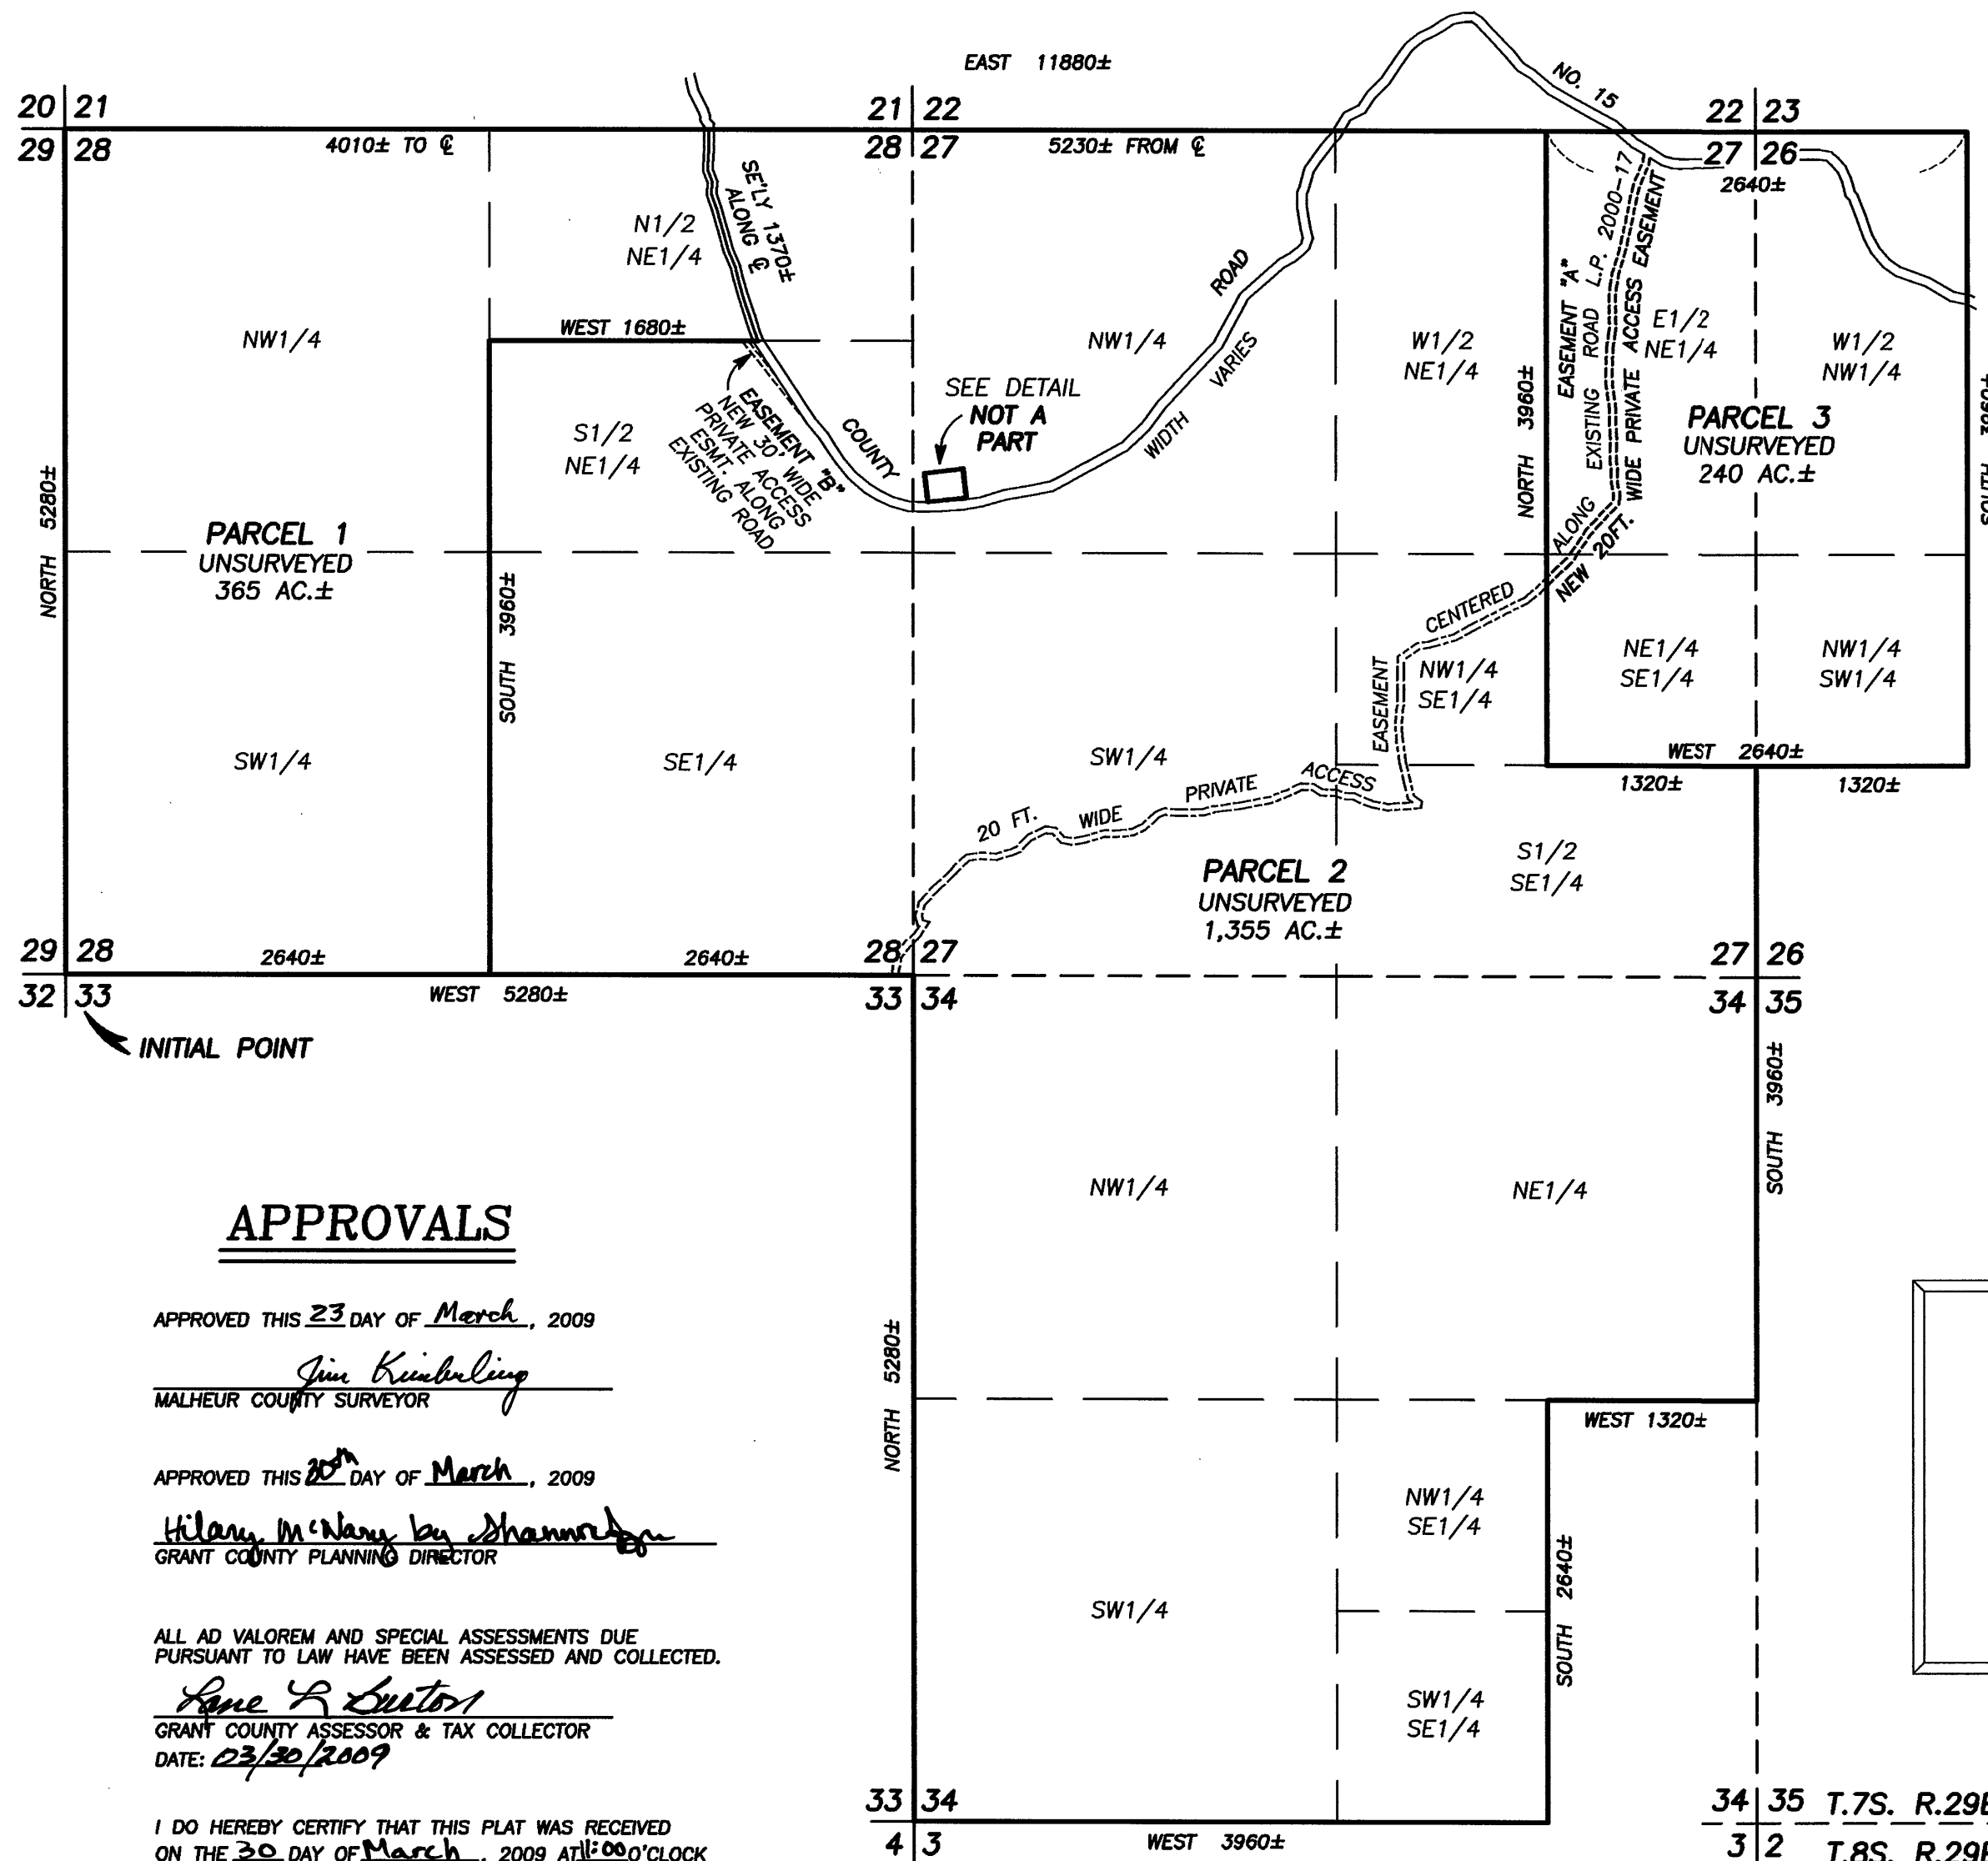 EAST 11880±
NO. 15
20 21
21 22
22 23
29 28
4010± TO ℄
28 27
5230± FROM ℄
27 26
2640±
SE'LY 1370±
ALONG ℄
N1/2
NE1/4
NW1/4
WEST 1680±
S1/2
NE1/4
EASEMENT "B"
NEW 30' WIDE
PRIVATE ACCESS
ESMT. ALONG
EXISTING ROAD
COUNTY
ROAD
WIDTH
VARIES
SEE DETAIL
NOT A
PART
NW1/4
W1/2
NE1/4
NORTH 3960±
EASEMENT "A"
ALONG EXISTING ROAD L.P. 2000-17
NEW 20FT. WIDE PRIVATE ACCESS EASEMENT
E1/2
NE1/4
W1/2
NW1/4
SOUTH 3960±
PARCEL 3
UNSURVEYED
240 AC.±
NORTH 5280±
PARCEL 1
UNSURVEYED
365 AC.±
SOUTH 3960±
SW1/4
SE1/4
SW1/4
20 FT. WIDE PRIVATE ACCESS EASEMENT CENTERED
NW1/4
SE1/4
NE1/4
SE1/4
NW1/4
SW1/4
WEST 2640±
1320±
1320±
PARCEL 2
UNSURVEYED
1,355 AC.±
S1/2
SE1/4
29 28
2640±
2640±
28 27
27 26
32 33
WEST 5280±
33 34
34 35
INITIAL POINT
SOUTH 3960±
NW1/4
NE1/4
NORTH 5280±
WEST 1320±
NW1/4
SE1/4
SOUTH 2640±
SW1/4
SW1/4
SE1/4
33 34
34 35 T.7S. R.29E
4 3
WEST 3960±
3 2 T.8S. R.29E
APPROVALS
APPROVED THIS 23 DAY OF March, 2009
Jim Kimberling
MALHEUR COUNTY SURVEYOR
APPROVED THIS 30th DAY OF March, 2009
Hilary McNary by Shannon
GRANT COUNTY PLANNING DIRECTOR
ALL AD VALOREM AND SPECIAL ASSESSMENTS DUE
PURSUANT TO LAW HAVE BEEN ASSESSED AND COLLECTED.
Lane L Burton
GRANT COUNTY ASSESSOR & TAX COLLECTOR
DATE: 03/30/2009
I DO HEREBY CERTIFY THAT THIS PLAT WAS RECEIVED
ON THE 30 DAY OF March, 2009 AT 11:00 O'CLOCK